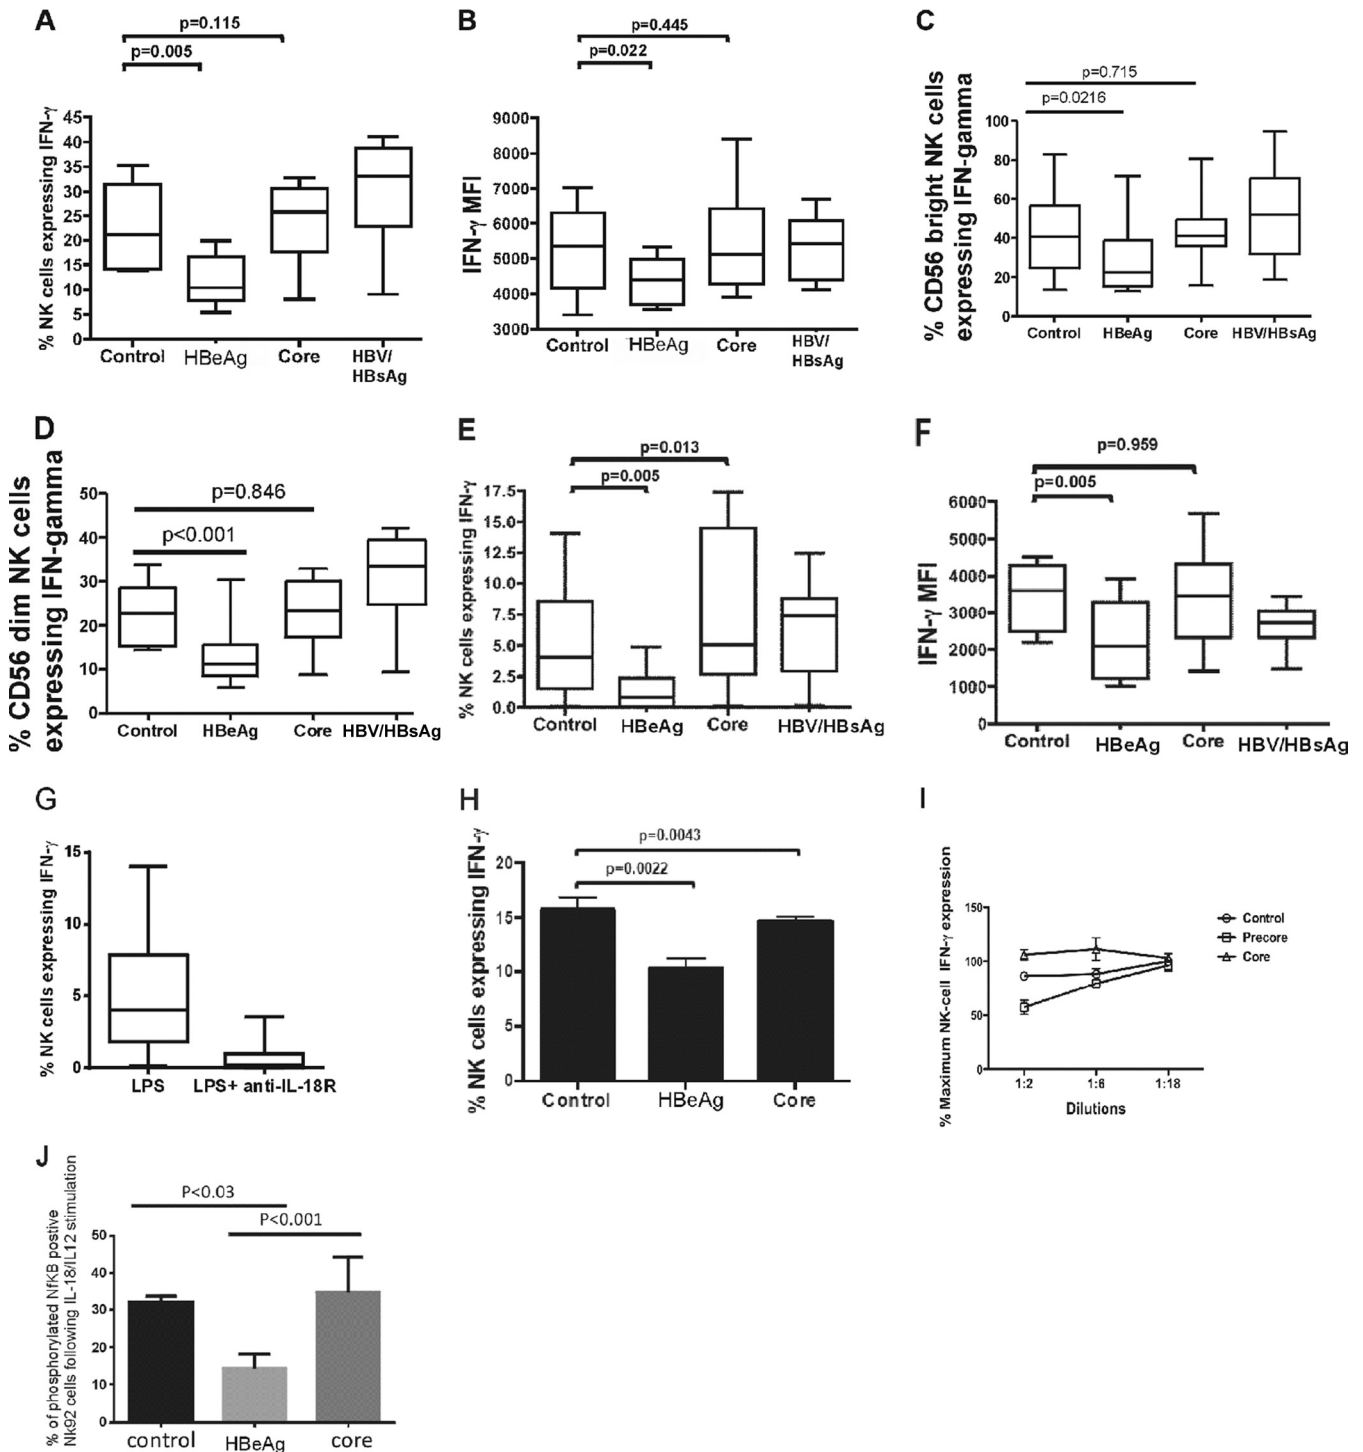 A
p=0.115
p=0.005
% NK cells expressing IFN-γ
45
40
35
30
25
20
15
10
5
0
Control
HBeAg
Core
HBV/
HBsAg
B
p=0.445
p=0.022
IFN-γ MFI
9000
8000
7000
6000
5000
4000
3000
Control
HBeAg
Core
HBV/
HBsAg
C
p=0.715
p=0.0216
% CD56 bright NK cells
expressing IFN-gamma
100
80
60
40
20
0
Control
HBeAg
Core
HBV/HBsAg
D
p=0.846
p<0.001
% CD56 dim NK cells
expressing IFN-gamma
50
40
30
20
10
0
Control
HBeAg
Core
HBV/HBsAg
E
p=0.013
p=0.005
% NK cells expressing IFN-γ
17.5
15.0
12.5
10.0
7.5
5.0
2.5
0.0
Control
HBeAg
Core
HBV/HBsAg
F
p=0.959
p=0.005
IFN-γ MFI
6000
5000
4000
3000
2000
1000
0
Control
HBeAg
Core
HBV/HBsAg
G
% NK cells expressing IFN-γ
15
10
5
0
LPS
LPS+ anti-IL-18R
H
p=0.0043
p=0.0022
% NK cells expressing IFN-γ
20
15
10
5
0
Control
HBeAg
Core
I
% Maximum NK-cell IFN-γ expression
150
100
50
0
1:2
1:6
1:18
Dilutions
Control
Precore
Core
J
P<0.03
P<0.001
% of phosphorylated NfKB postive
Nk92 cells following IL-18/IL12 stimulation
50
40
30
20
10
0
control
HBeAg
core